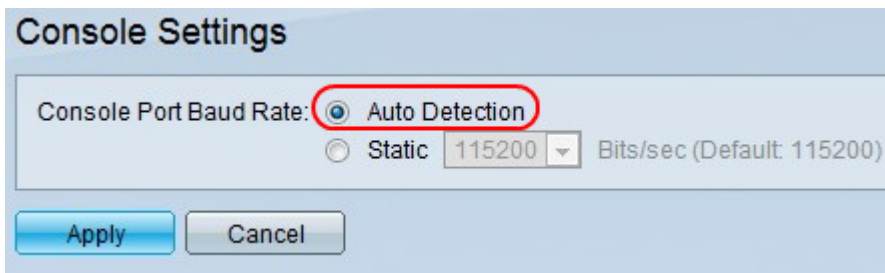 Console Settings
Console Port Baud Rate: Auto Detection
Static 115200 Bits/sec (Default: 115200)
Apply Cancel